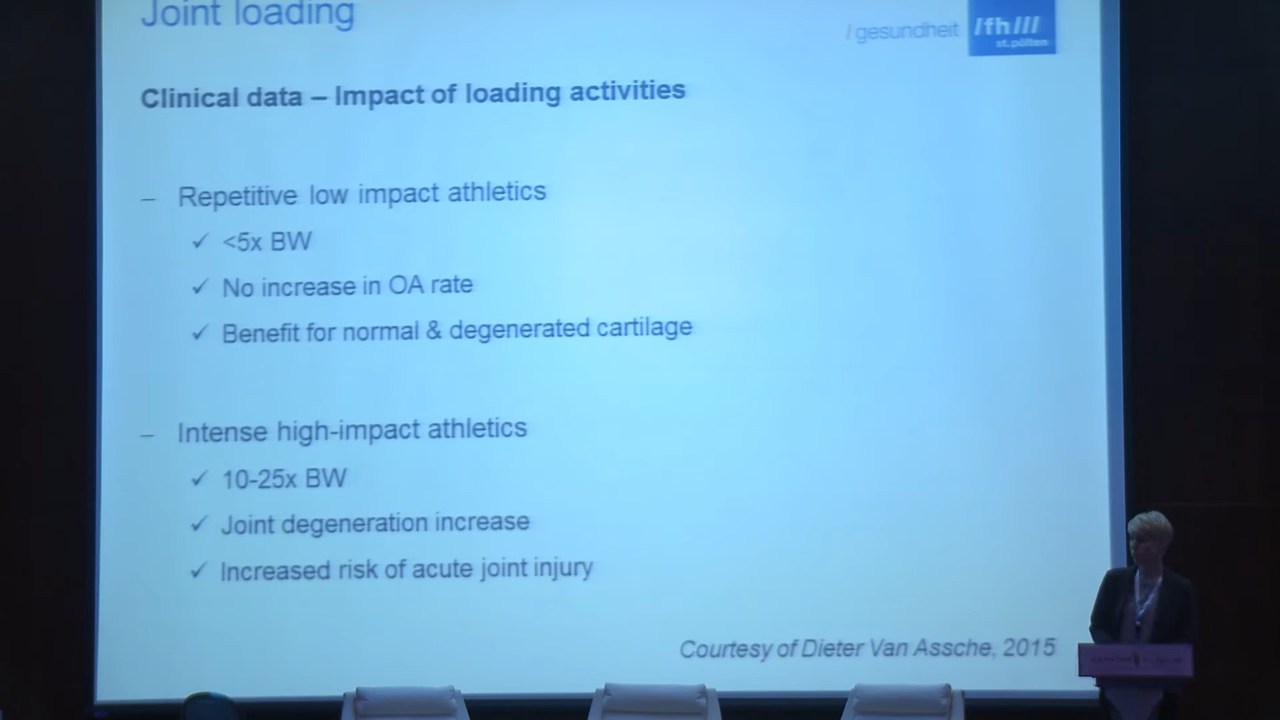 Joint loading
/ gesundheit
/fh///
st.pölten
Clinical data – Impact of loading activities
– Repetitive low impact athletics
✓ <5x BW
✓ No increase in OA rate
✓ Benefit for normal & degenerated cartilage
– Intense high-impact athletics
✓ 10-25x BW
✓ Joint degeneration increase
✓ Increased risk of acute joint injury
Courtesy of Dieter Van Assche, 2015